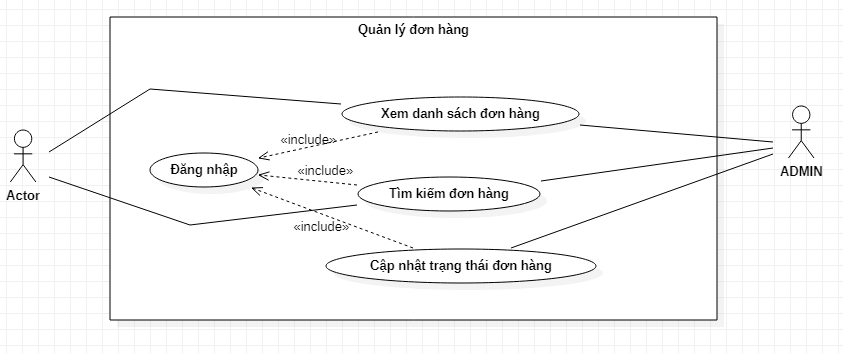 Quản lý đơn hàng
Xem danh sách đơn hàng
«include»
Đăng nhập
«include»
Tìm kiếm đơn hàng
ADMIN
Actor
«include»
Cập nhật trạng thái đơn hàng